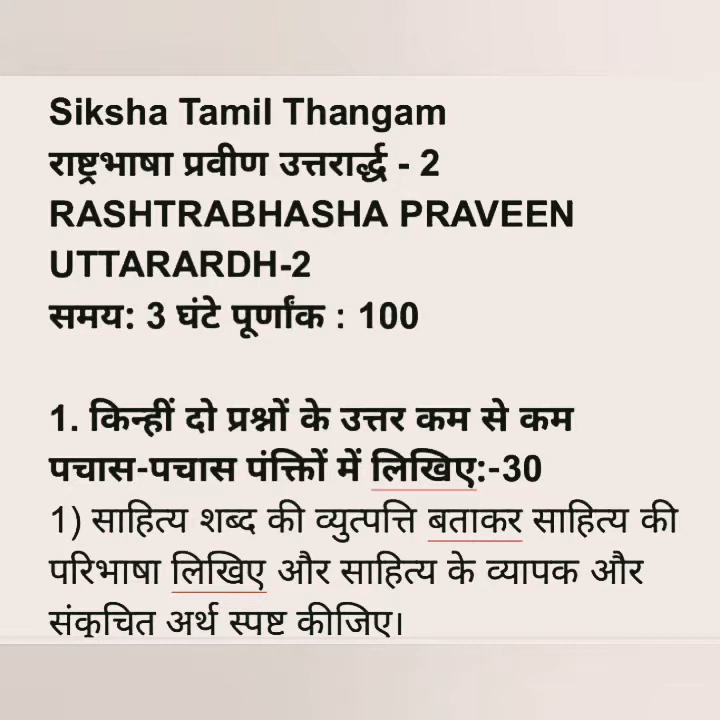 Siksha Tamil Thangam
राष्ट्रभाषा प्रवीण उत्तरार्द्ध - 2
RASHTRABHASHA PRAVEEN
UTTARARDH-2
समय: 3 घंटे पूर्णांक : 100
1. किन्हीं दो प्रश्नों के उत्तर कम से कम
पचास-पचास पंक्तिों में लिखिए:-30
1) साहित्य शब्द की व्युत्पत्ति बताकर साहित्य की
परिभाषा लिखिए और साहित्य के व्यापक और
संकुचित अर्थ स्पष्ट कीजिए।